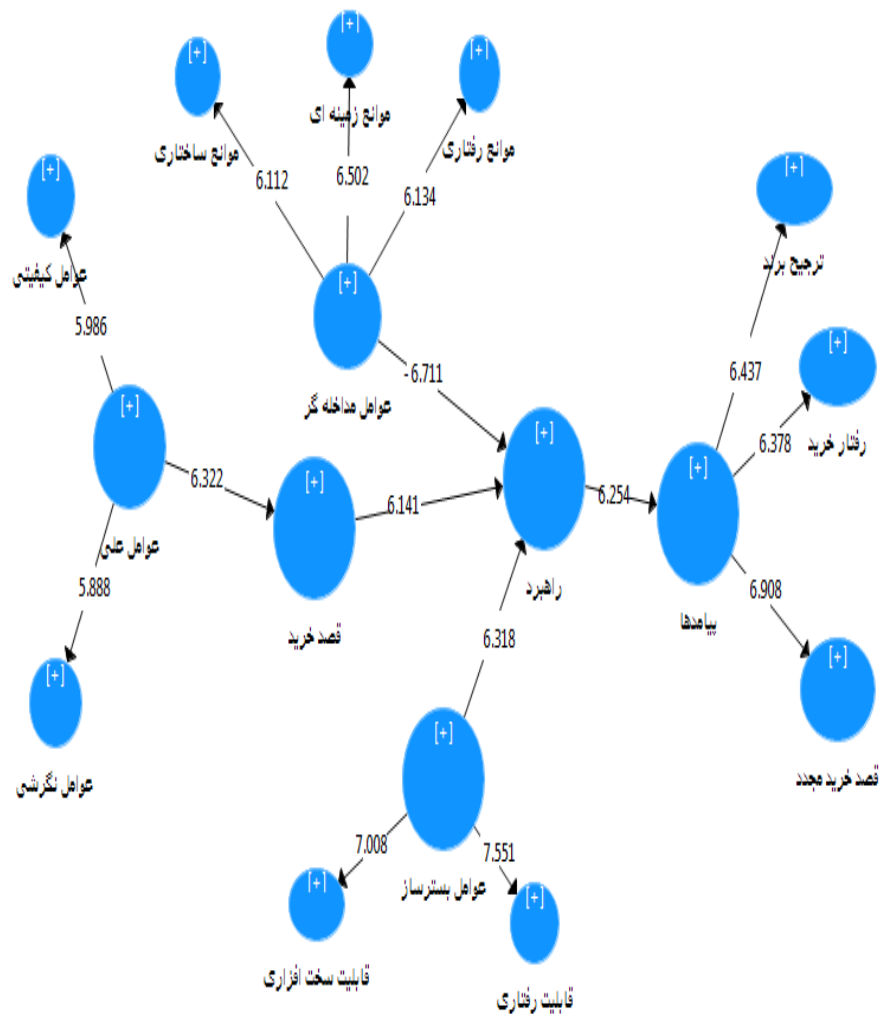 [+]
[+]
[+]
موانع زمینه ای
موانع رفتاری
موانع ساختاری
6.112
6.502
6.134
[+]
عوامل کیفیتی
5.986
[+]
ترجیح برند
[+]
عوامل مداخله گر
- 6.711
6.437
[+]
رفتار خرید
6.378
[+]
عوامل علی
6.322
5.888
[+]
قصد خرید
6.141
[+]
راهبرد
6.254
[+]
پیامدها
6.908
[+]
قصد خرید مجدد
[+]
عوامل نگرشی
6.318
[+]
عوامل بسترساز
7.008
7.551
[+]
قابلیت سخت افزاری
[+]
قابلیت رفتاری